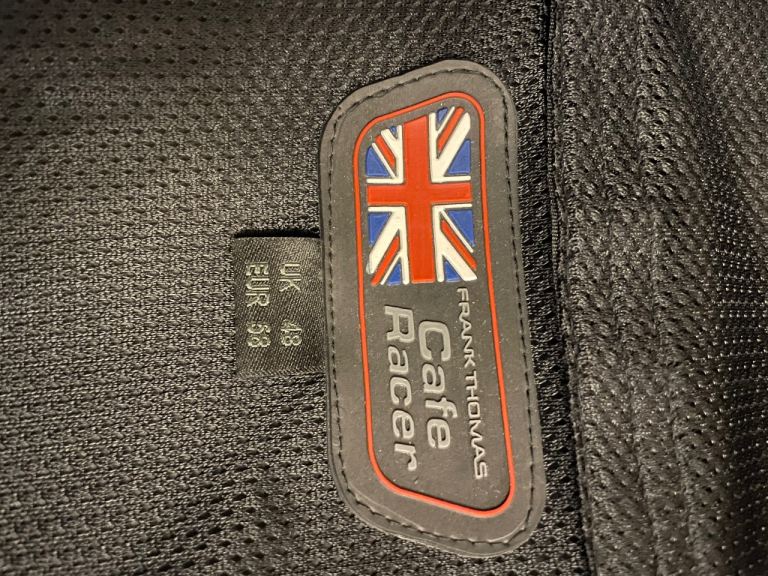 FRANK THOMAS
Cafe
Racer
UK 48
EUR 58